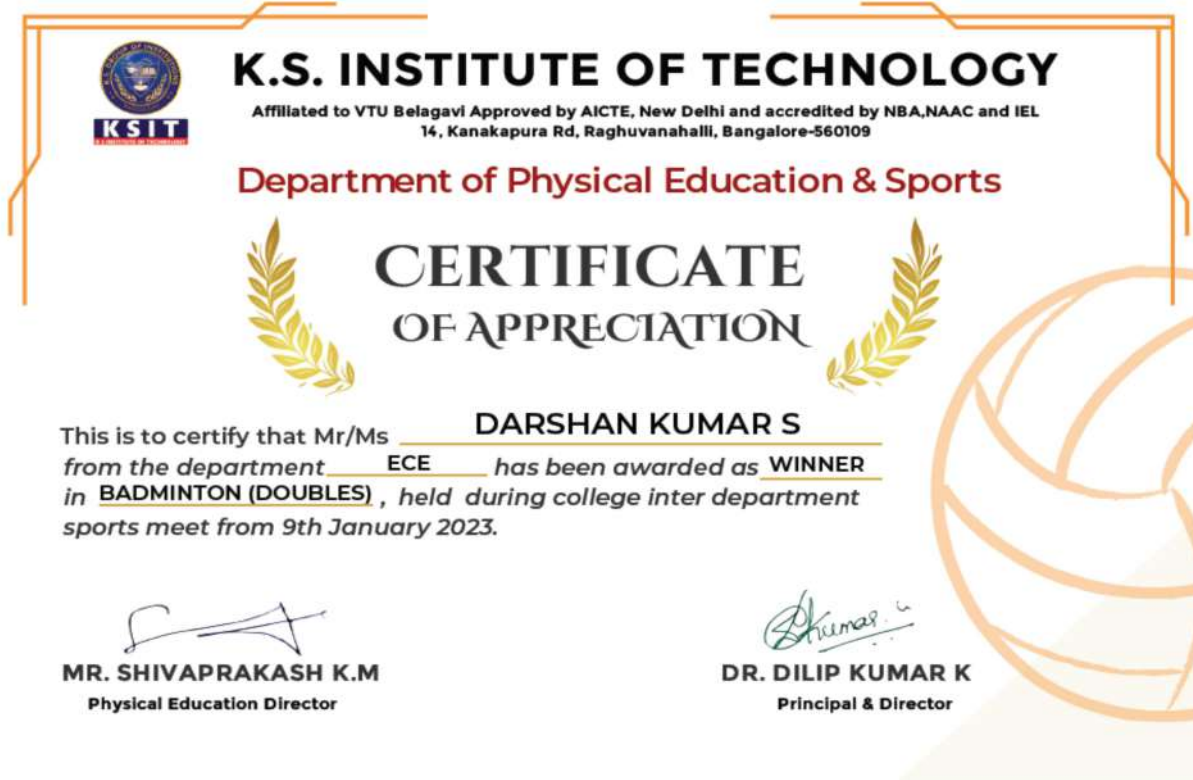 K.S. INSTITUTE OF TECHNOLOGY
Affiliated to VTU Belagavi Approved by AICTE, New Delhi and accredited by NBA,NAAC and IEL
14, Kanakapura Rd, Raghuvanahalli, Bangalore-560109
KSIT
K S INSTITUTE OF TECHNOLOGY
Department of Physical Education & Sports
CERTIFICATE
OF APPRECIATION
This is to certify that Mr/Ms DARSHAN KUMAR S
from the department ECE has been awarded as WINNER
in BADMINTON (DOUBLES) , held during college inter department
sports meet from 9th January 2023.
MR. SHIVAPRAKASH K.M
Physical Education Director
DR. DILIP KUMAR K
Principal & Director